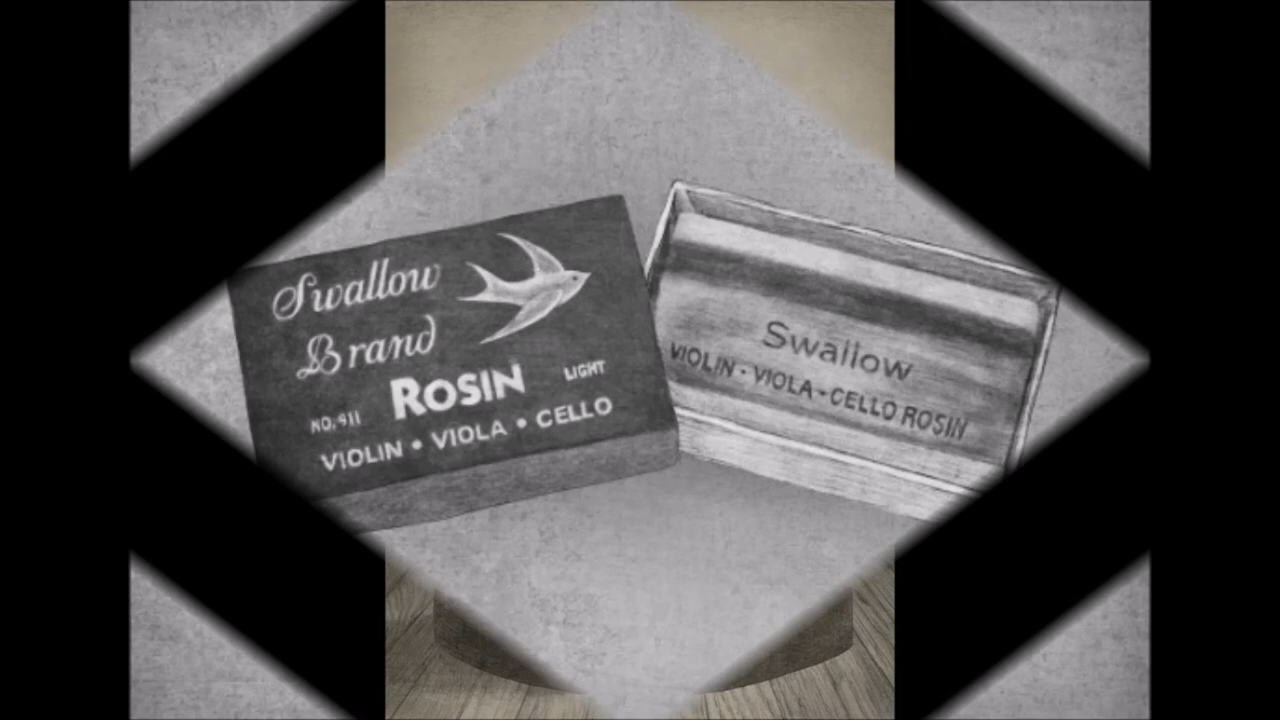 Swallow
Brand
ROSIN
LIGHT
NO. 911
VIOLIN • VIOLA • CELLO
Swallow
VIOLIN - VIOLA - CELLO ROSIN